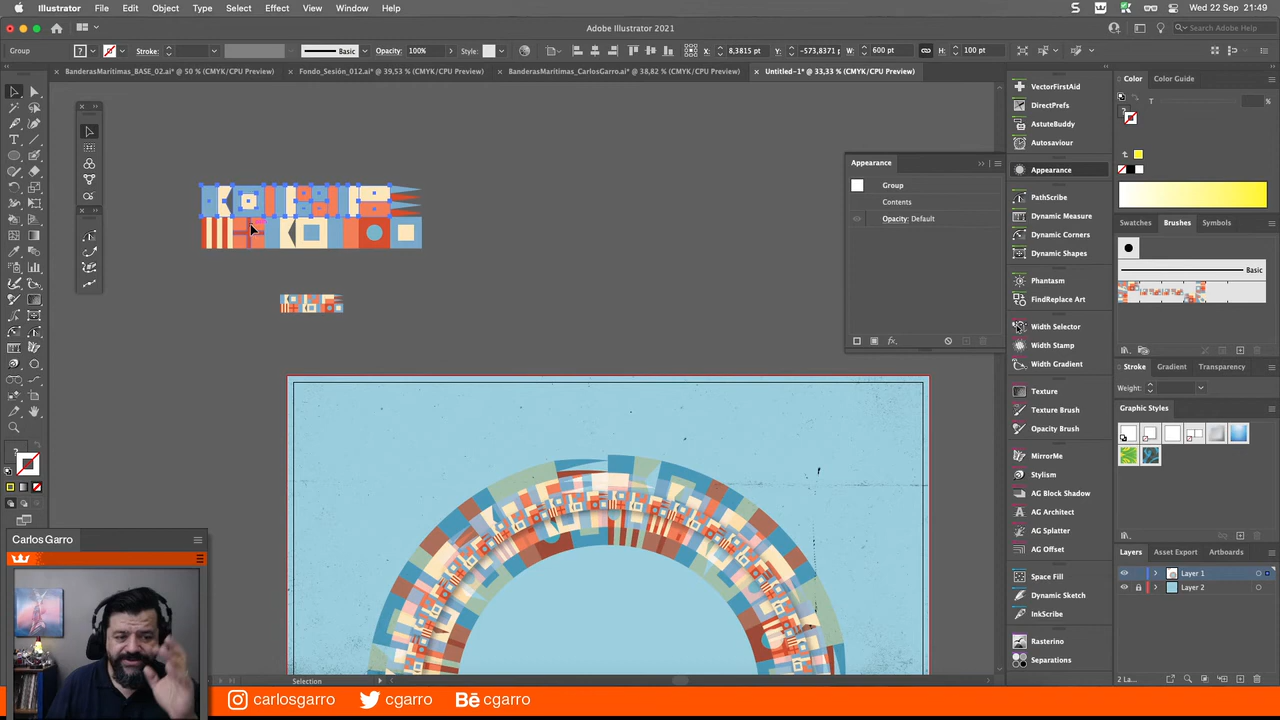 Illustrator File Edit Object Type Select Effect View Window Help Wed 22 Sep 21:49
Adobe Illustrator 2021 Search Adobe Help
Group Stroke: Basic Opacity: 100% Style: X: 8,3815 pt Y: -573,8371 W: 600 pt H: 100 pt
BanderasMarítimas_BASE_02.ai* @ 50 % (CMYK/CPU Preview) Fondo_Sesión_012.ai* @ 39,53 % (CMYK/CPU Preview) BanderasMarítimas_CarlosGarro.ai* @ 38,82 % (CMYK/CPU Preview) Untitled-1* @ 33,33 % (CMYK/CPU Preview)
Appearance
Group
Contents
Opacity: Default
VectorFirstAid
DirectPrefs
AstuteBuddy
Autosaviour
Appearance
PathScribe
Dynamic Measure
Dynamic Corners
Dynamic Shapes
Phantasm
FindReplace Art
Width Selector
Width Stamp
Width Gradient
Texture
Texture Brush
Opacity Brush
MirrorMe
Stylism
AG Block Shadow
AG Architect
AG Splatter
AG Offset
Space Fill
Dynamic Sketch
InkScribe
Rasterino
Separations
Color Color Guide
T
Swatches Brushes Symbols
Basic
Stroke Gradient Transparency
Weight:
Graphic Styles
Layers Asset Export Artboards
Layer 1
Layer 2
2 La...
Selection
Carlos Garro
carlosgarro cgarro Bē cgarro